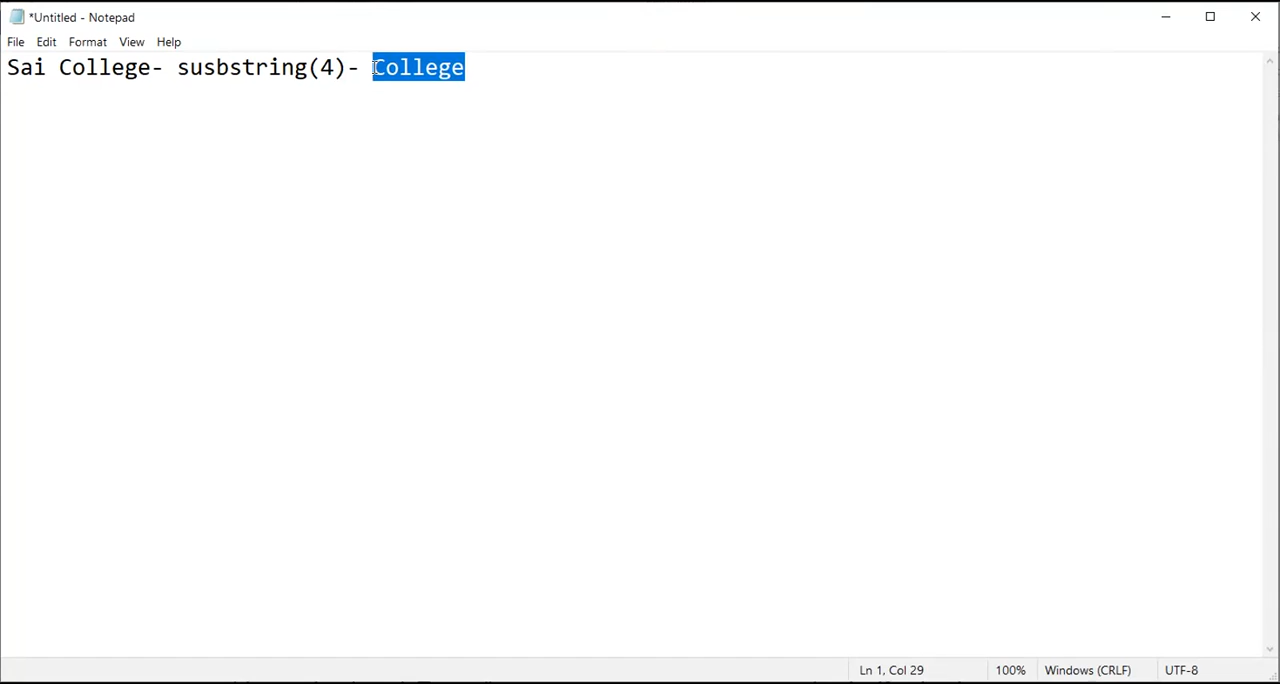 *Untitled - Notepad
File Edit Format View Help
Sai College- susbstring(4)- College
Ln 1, Col 29 100% Windows (CRLF) UTF-8